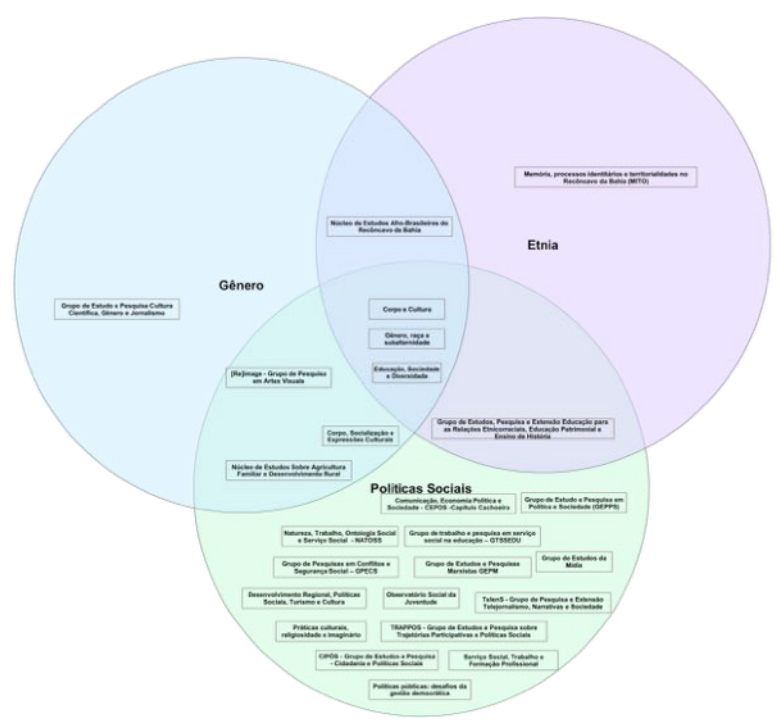 Memória, processos identitários e territorialidades no
Recôncavo da Bahia (MITO)
Núcleo de Estudos Afro-Brasileiros do
Recôncavo da Bahia
Etnia
Gênero
Grupo de Estudo e Pesquisa Cultura
Científica, Gênero e Jornalismo
Corpo e Cultura
Gênero, raça e
subalternidade
Educação, Sociedade
e Diversidade
[Re]image - Grupo de Pesquisa
em Artes Visuais
Grupo de Estudos, Pesquisa e Extensão Educação para
as Relações Etnicorraciais, Educação Patrimonial e
Ensino da História
Corpo, Socialização e
Expressões Culturais
Núcleo de Estudos Sobre Agricultura
Familiar e Desenvolvimento Rural
Políticas Sociais
Comunicação, Economia Política e
Sociedade - CEPOS -Capítulo Cachoeira
Grupo de Estudo e Pesquisa em
Política e Sociedade (GEPPS)
Natureza, Trabalho, Ontologia Social
e Serviço Social - NATOSS
Grupo de trabalho e pesquisa em serviço
social na educação – GTSSEDU
Grupo de Pesquisas em Conflitos e
Segurança Social – GPECS
Grupo de Estudos e Pesquisas
Marxistas GEPM
Grupo de Estudos da
Mídia
Desenvolvimento Regional, Políticas
Sociais, Turismo e Cultura
Observatório Social da
Juventude
TelenS - Grupo de Pesquisa e Extensão
Telejornalismo, Narrativas e Sociedade
Práticas culturais,
religiosidade e imaginário
TRAPPOS - Grupo de Estudos e Pesquisa sobre
Trajetórias Participativas e Políticas Sociais
CIPÓS - Grupo de Estudos e Pesquisa
- Cidadania e Políticas Sociais
Serviço Social, Trabalho e
Formação Profissional
Políticas públicas: desafios da
gestão democrática